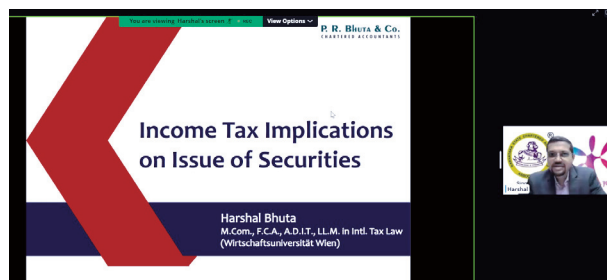 You are viewing Harshal's screen
View Options
P. R. BHUTA & CO.
CHARTERED ACCOUNTANTS
Income Tax Implications
on Issue of Securities
Harshal Bhuta
M.Com., F.C.A., A.D.I.T., LL.M. in Intl. Tax Law
(Wirtschaftsuniversität Wien)
Harshal